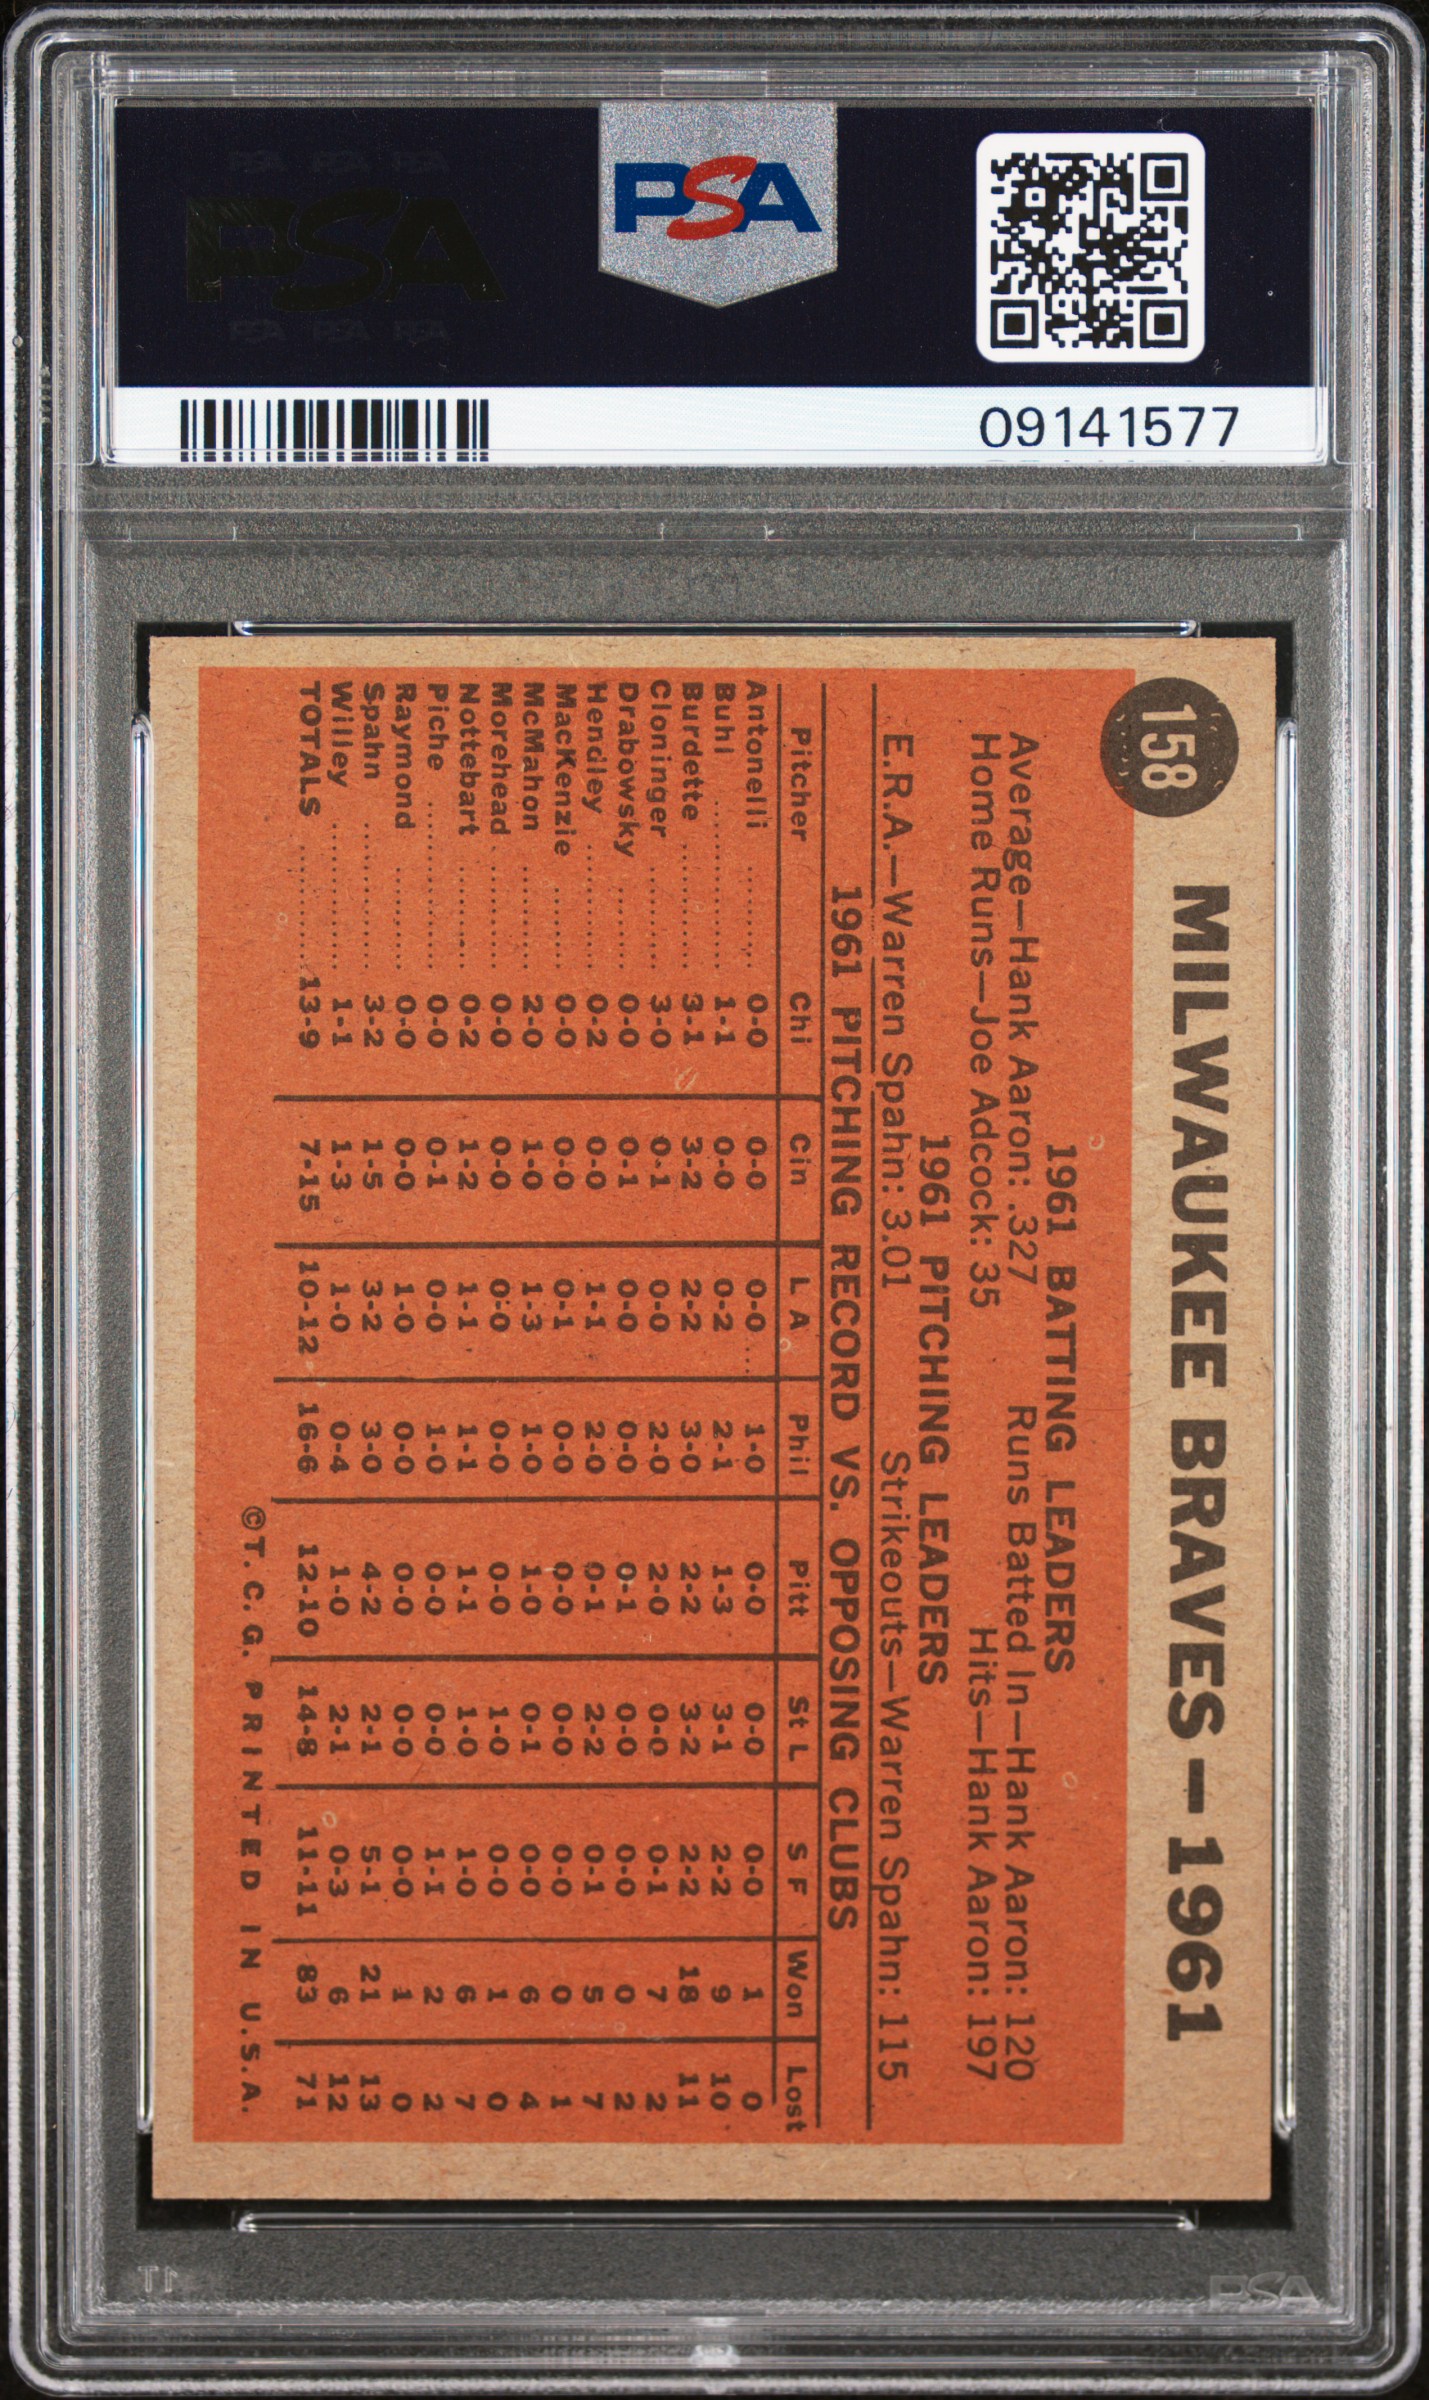 PSA
PSA PSA PSA
PSA
PSA PSA PSA
09141577
158
MILWAUKEE BRAVES — 1961
1961 BATTING LEADERS
Average—Hank Aaron: .327 Runs Batted In—Hank Aaron: 120
Home Runs—Joe Adcock: 35 Hits—Hank Aaron: 197
1961 PITCHING LEADERS
E.R.A.—Warren Spahn: 3.01 Strikeouts—Warren Spahn: 115
1961 PITCHING RECORD VS. OPPOSING CLUBS
Pitcher Chi Cin L A Phil Pitt St L S F Won Lost
Antonelli .......... 0-0 0-0 0-0... 1-0 0-0 0-0 0-0 1 0
Buhl ............... 1-1 0-0 0-2 2-1 1-3 3-1 2-2 9 10
Burdette ........... 3-1 3-2 2-2 3-0 2-2 3-2 2-2 18 11
Cloninger .......... 3-0 0-1 0-0 2-0 2-0 0-0 0-1 7 2
Drabowsky ........ 0-0 0-1 0-0 0-0 0-1 0-0 0-0 0 2
Hendley ............ 0-2 0-0 1-1 2-0 0-1 2-2 0-1 5 7
MacKenzie ........ 0-0 0-0 0-1 0-0 0-0 0-0 0-0 0 1
McMahon .......... 2-0 1-0 1-3 1-0 1-0 0-1 0-0 6 4
Morehead .......... 0-0 0-0 0-0 0-0 0-0 1-0 0-0 1 0
Nottebart .......... 0-2 1-2 1-1 1-1 1-1 1-0 1-0 6 7
Piche ............... 0-0 0-1 0-0 1-0 0-0 0-0 1-1 2 2
Raymond .......... 0-0 0-0 1-0 0-0 0-0 0-0 0-0 1 0
Spahn .............. 3-2 1-5 3-2 3-0 4-2 2-1 5-1 21 13
Willey .............. 1-1 1-3 1-0 0-4 1-0 2-1 0-3 6 12
TOTALS ............ 13-9 7-15 10-12 16-6 12-10 14-8 11-11 83 71
©T. C. G. PRINTED IN U.S.A.
PSA